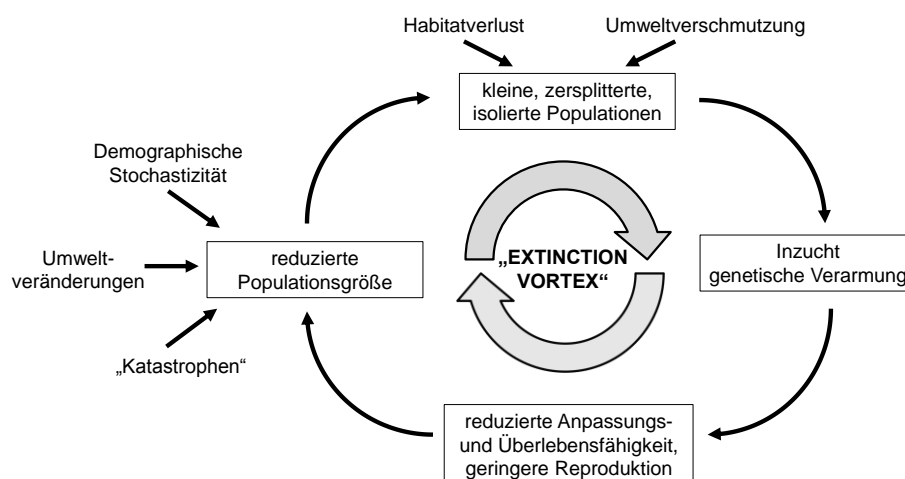 Habitatverlust
Umweltverschmutzung
kleine, zersplitterte,
isolierte Populationen
Demographische
Stochastizität
Umwelt-
veränderungen
reduzierte
Populationsgröße
„EXTINCTION
VORTEX“
Inzucht
genetische Verarmung
„Katastrophen“
reduzierte Anpassungs-
und Überlebensfähigkeit,
geringere Reproduktion